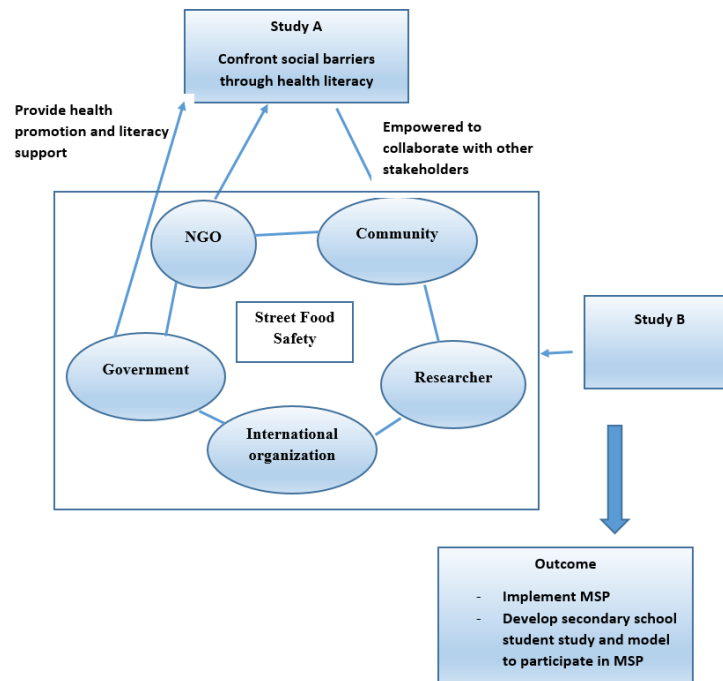 Study A
Confront social barriers
through health literacy
Provide health
promotion and literacy
support
Empowered to
collaborate with other
stakeholders
NGO
Community
Street Food
Safety
Study B
Government
Researcher
International
organization
Outcome
- Implement MSP
- Develop secondary school
student study and model
to participate in MSP